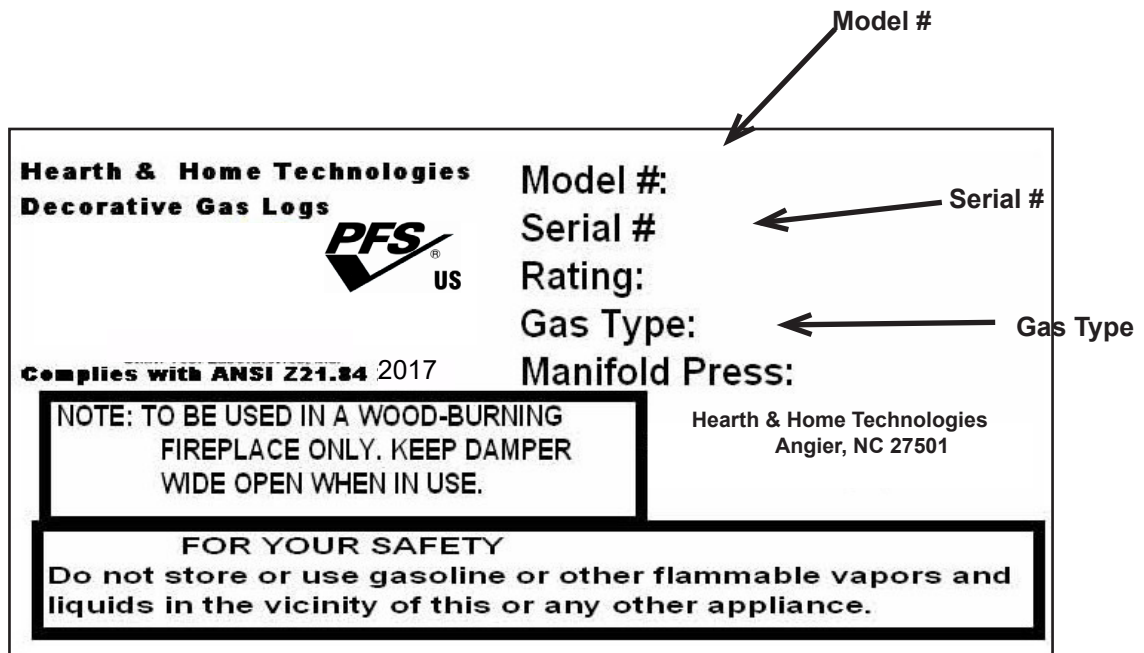 Model #
Hearth & Home Technologies
Decorative Gas Logs
PFS
®
US
Complies with ANSI Z21.84 2017
Model #:
Serial #
Rating:
Gas Type:
Manifold Press:
Serial #
Gas Type
Hearth & Home Technologies
Angier, NC 27501
NOTE: TO BE USED IN A WOOD-BURNING
FIREPLACE ONLY. KEEP DAMPER
WIDE OPEN WHEN IN USE.
FOR YOUR SAFETY
Do not store or use gasoline or other flammable vapors and
liquids in the vicinity of this or any other appliance.